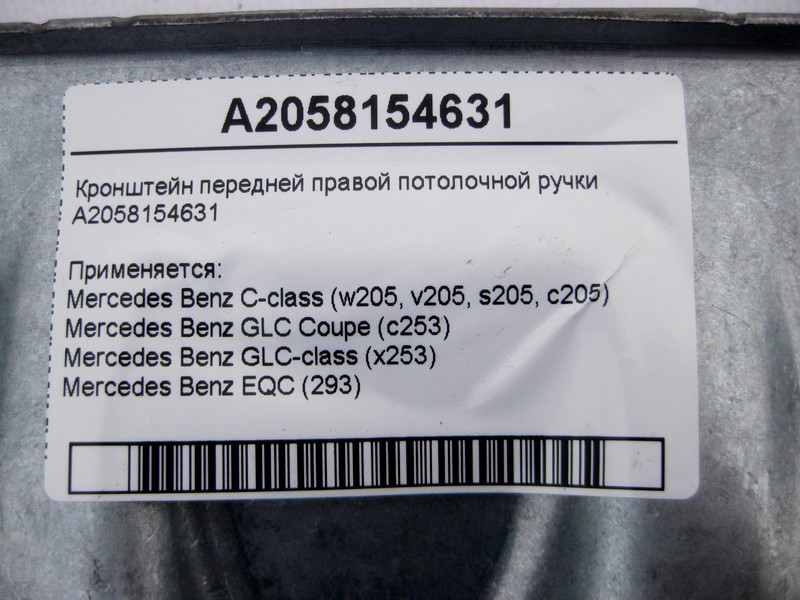 A2058154631
Кронштейн передней правой потолочной ручки
A2058154631
Применяется:
Mercedes Benz C-class (w205, v205, s205, c205)
Mercedes Benz GLC Coupe (c253)
Mercedes Benz GLC-class (x253)
Mercedes Benz EQC (293)